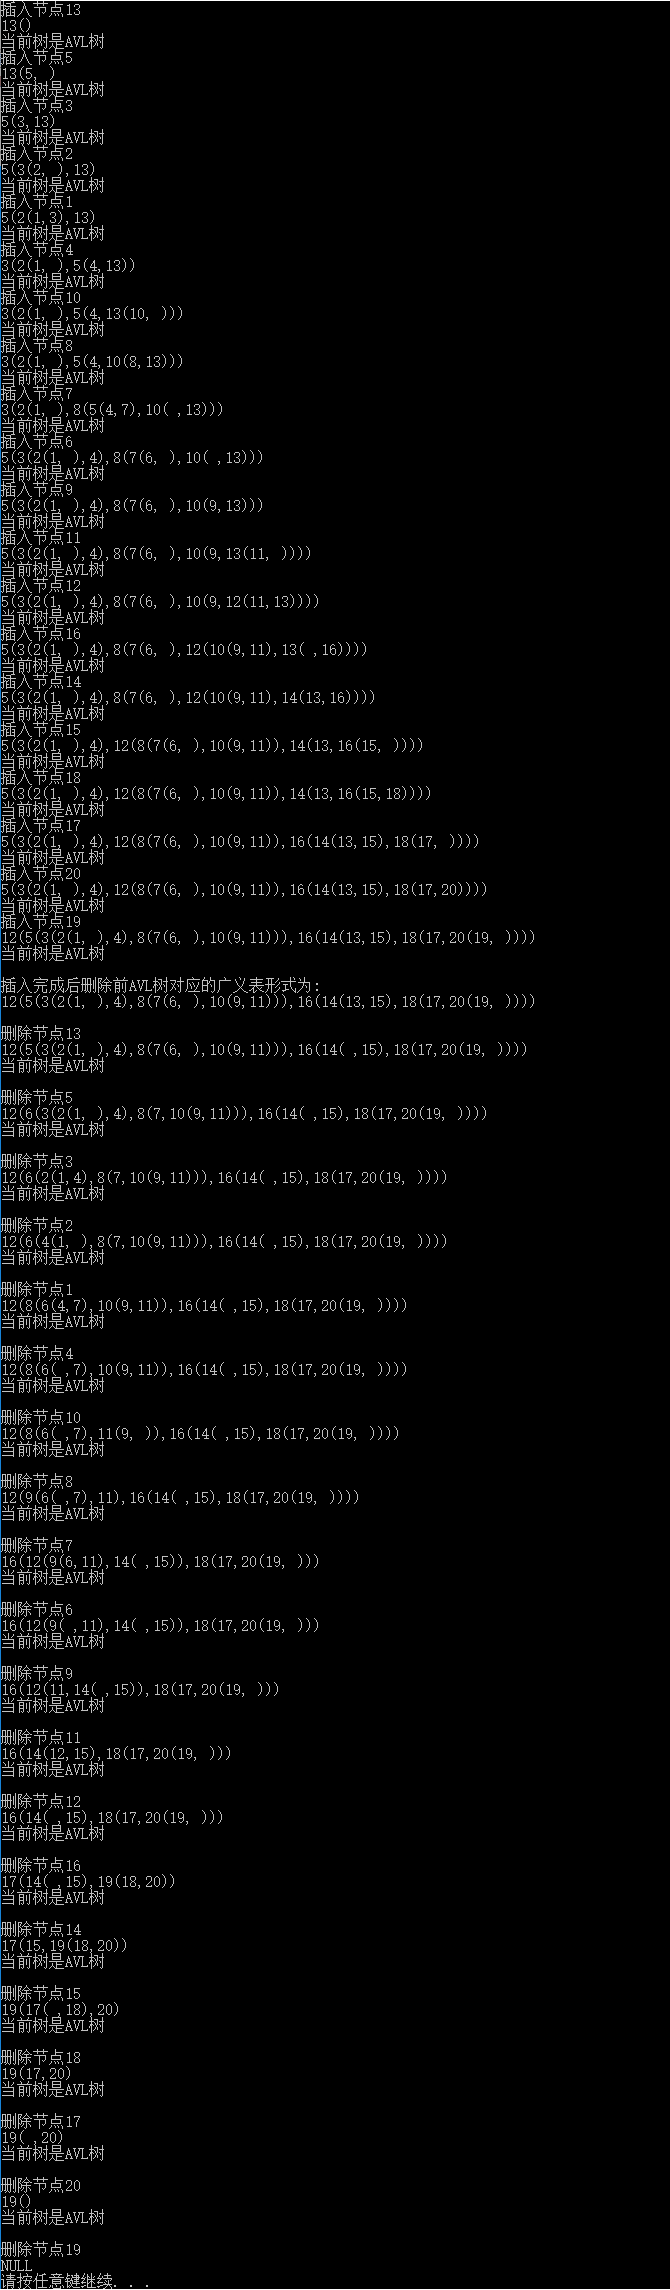 插入节点13
13()
当前树是AVL树
插入节点5
13(5, )
当前树是AVL树
插入节点3
5(3,13)
当前树是AVL树
插入节点2
5(3(2, ),13)
当前树是AVL树
插入节点1
5(2(1,3),13)
当前树是AVL树
插入节点4
3(2(1, ),5(4,13))
当前树是AVL树
插入节点10
3(2(1, ),5(4,13(10, )))
当前树是AVL树
插入节点8
3(2(1, ),5(4,10(8,13)))
当前树是AVL树
插入节点7
3(2(1, ),8(5(4,7),10( ,13)))
当前树是AVL树
插入节点6
5(3(2(1, ),4),8(7(6, ),10( ,13)))
当前树是AVL树
插入节点9
5(3(2(1, ),4),8(7(6, ),10(9,13)))
当前树是AVL树
插入节点11
5(3(2(1, ),4),8(7(6, ),10(9,13(11, ))))
当前树是AVL树
插入节点12
5(3(2(1, ),4),8(7(6, ),10(9,12(11,13))))
当前树是AVL树
插入节点16
5(3(2(1, ),4),8(7(6, ),12(10(9,11),13( ,16))))
当前树是AVL树
插入节点14
5(3(2(1, ),4),8(7(6, ),12(10(9,11),14(13,16))))
当前树是AVL树
插入节点15
5(3(2(1, ),4),12(8(7(6, ),10(9,11)),14(13,16(15, ))))
当前树是AVL树
插入节点18
5(3(2(1, ),4),12(8(7(6, ),10(9,11)),14(13,16(15,18))))
当前树是AVL树
插入节点17
5(3(2(1, ),4),12(8(7(6, ),10(9,11)),16(14(13,15),18(17, ))))
当前树是AVL树
插入节点20
5(3(2(1, ),4),12(8(7(6, ),10(9,11)),16(14(13,15),18(17,20))))
当前树是AVL树
插入节点19
12(5(3(2(1, ),4),8(7(6, ),10(9,11))),16(14(13,15),18(17,20(19, ))))
当前树是AVL树
插入完成后删除前AVL树对应的广义表形式为:
12(5(3(2(1, ),4),8(7(6, ),10(9,11))),16(14(13,15),18(17,20(19, ))))
删除节点13
12(5(3(2(1, ),4),8(7(6, ),10(9,11))),16(14( ,15),18(17,20(19, ))))
当前树是AVL树
删除节点5
12(6(3(2(1, ),4),8(7,10(9,11))),16(14( ,15),18(17,20(19, ))))
当前树是AVL树
删除节点3
12(6(2(1,4),8(7,10(9,11))),16(14( ,15),18(17,20(19, ))))
当前树是AVL树
删除节点2
12(6(4(1, ),8(7,10(9,11))),16(14( ,15),18(17,20(19, ))))
当前树是AVL树
删除节点1
12(8(6(4,7),10(9,11)),16(14( ,15),18(17,20(19, ))))
当前树是AVL树
删除节点4
12(8(6( ,7),10(9,11)),16(14( ,15),18(17,20(19, ))))
当前树是AVL树
删除节点10
12(8(6( ,7),11(9, )),16(14( ,15),18(17,20(19, ))))
当前树是AVL树
删除节点8
12(9(6( ,7),11),16(14( ,15),18(17,20(19, ))))
当前树是AVL树
删除节点7
16(12(9(6,11),14( ,15)),18(17,20(19, )))
当前树是AVL树
删除节点6
16(12(9( ,11),14( ,15)),18(17,20(19, )))
当前树是AVL树
删除节点9
16(12(11,14( ,15)),18(17,20(19, )))
当前树是AVL树
删除节点11
16(14(12,15),18(17,20(19, )))
当前树是AVL树
删除节点12
16(14( ,15),18(17,20(19, )))
当前树是AVL树
删除节点16
17(14( ,15),19(18,20))
当前树是AVL树
删除节点14
17(15,19(18,20))
当前树是AVL树
删除节点15
19(17( ,18),20)
当前树是AVL树
删除节点18
19(17,20)
当前树是AVL树
删除节点17
19( ,20)
当前树是AVL树
删除节点20
19()
当前树是AVL树
删除节点19
NULL
请按任意键继续. . .